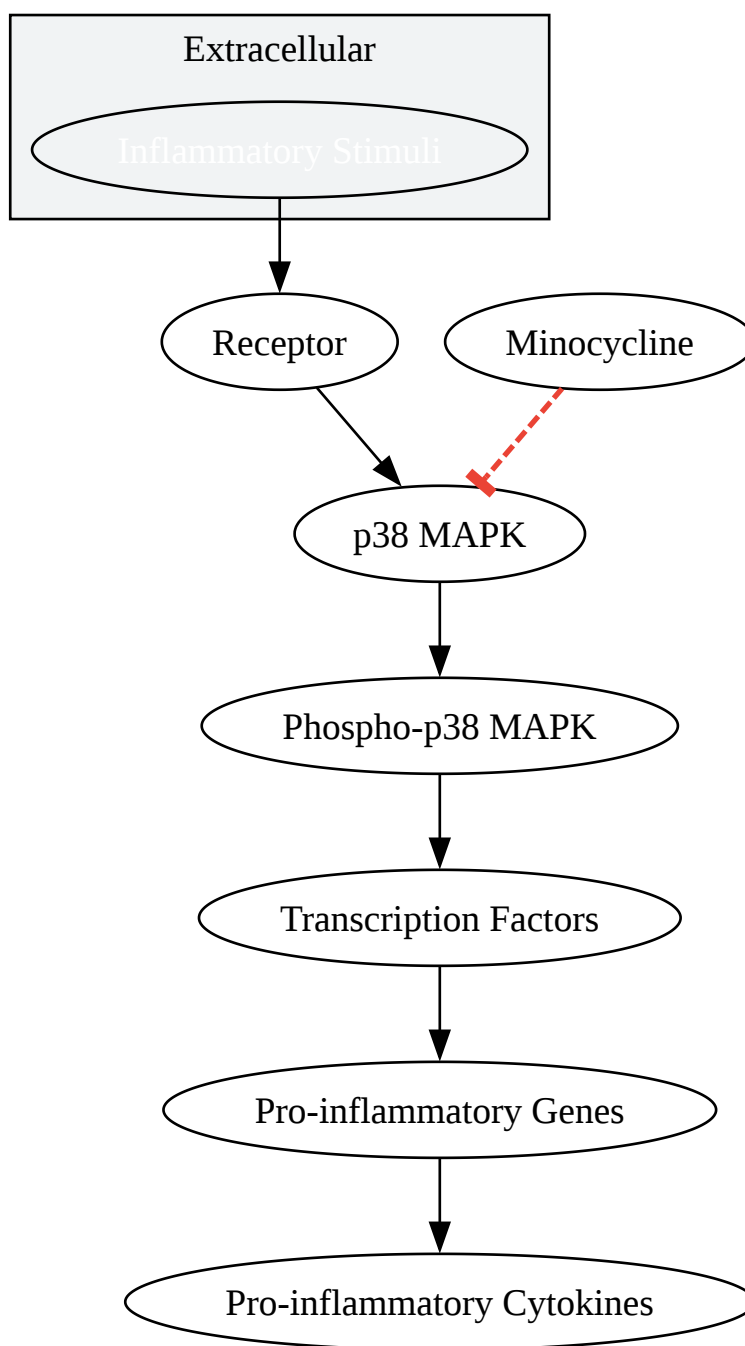 Extracellular
Inflammatory Stimuli
Receptor
Minocycline
p38 MAPK
Phospho-p38 MAPK
Transcription Factors
Pro-inflammatory Genes
Pro-inflammatory Cytokines